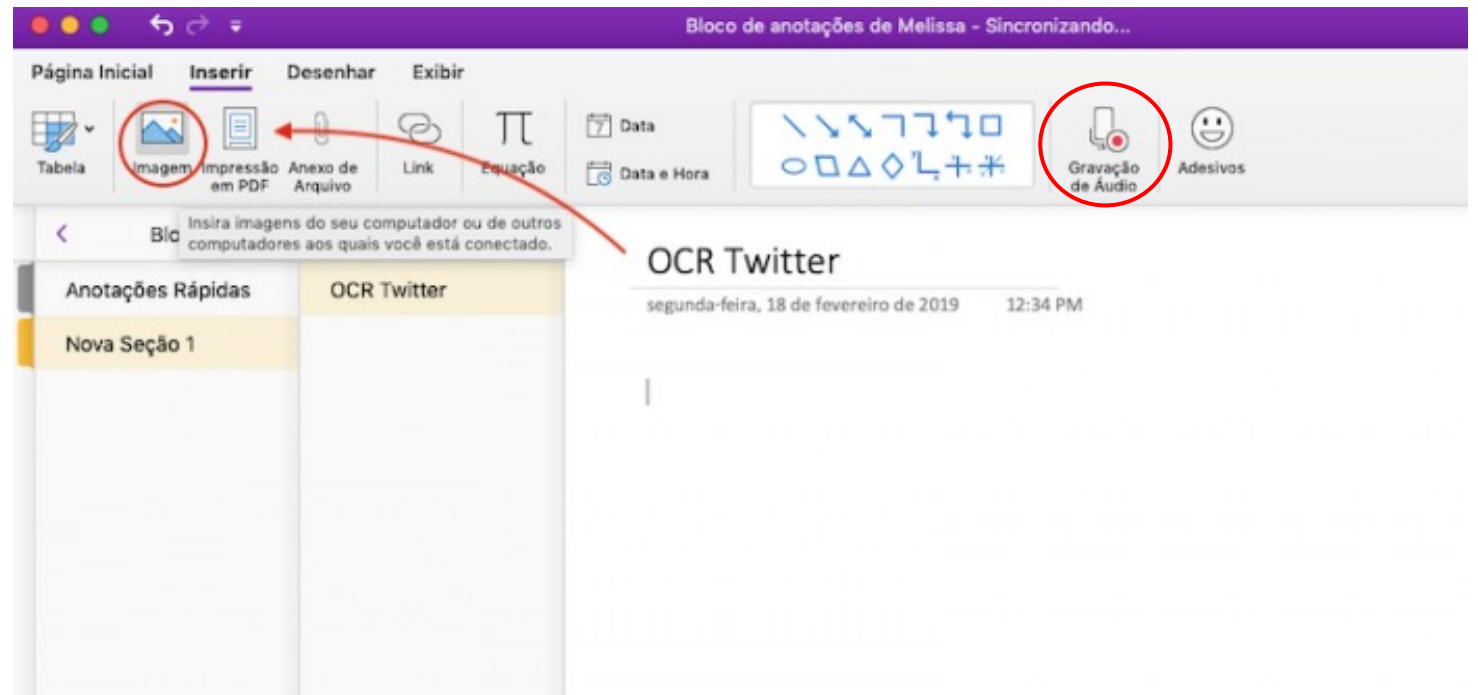 Bloco de anotações de Melissa - Sincronizando...
Página Inicial Inserir Desenhar Exibir
Tabela
Imagem
Impressão
em PDF
Anexo de
Arquivo
Link
Equação
7 Data
Data e Hora
Gravação
de Áudio
Adesivos
Blo
Insira imagens do seu computador ou de outros
computadores aos quais você está conectado.
Anotações Rápidas
Nova Seção 1
OCR Twitter
OCR Twitter
segunda-feira, 18 de fevereiro de 2019 12:34 PM